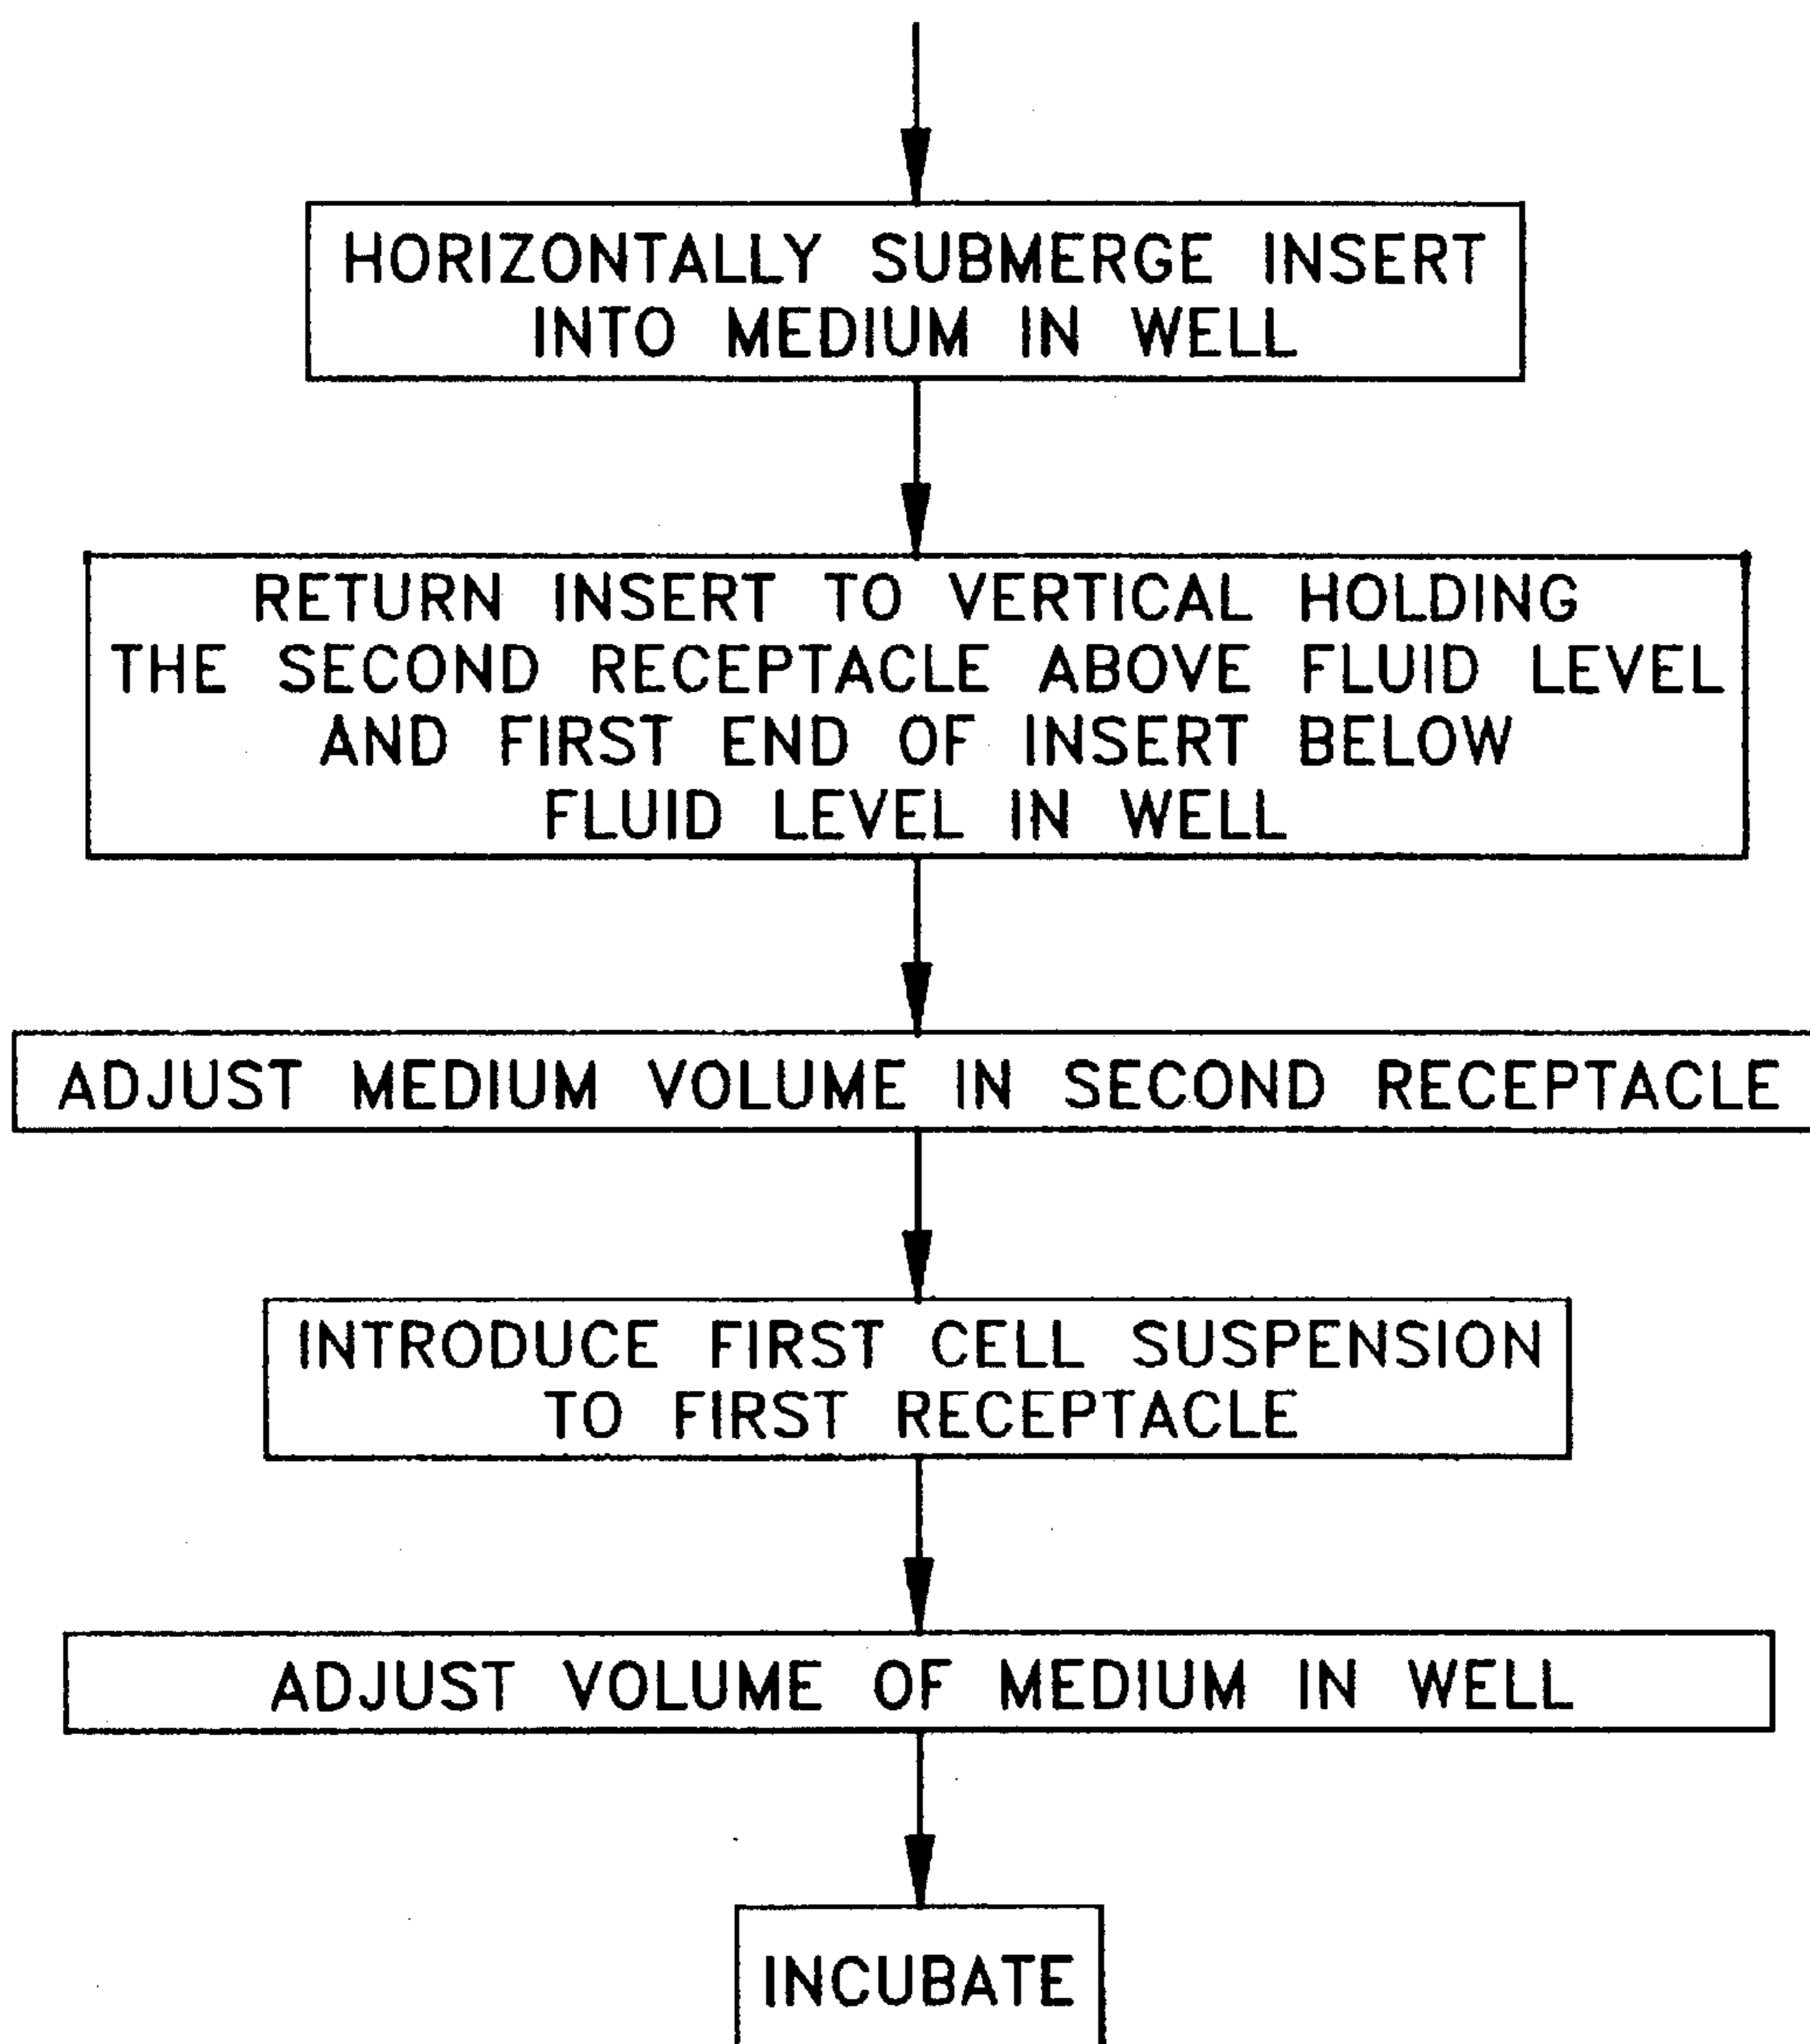 HORIZONTALLY SUBMERGE INSERT
INTO MEDIUM IN WELL
RETURN INSERT TO VERTICAL HOLDING
THE SECOND RECEPTACLE ABOVE FLUID LEVEL
AND FIRST END OF INSERT BELOW
FLUID LEVEL IN WELL
ADJUST MEDIUM VOLUME IN SECOND RECEPTACLE
INTRODUCE FIRST CELL SUSPENSION
TO FIRST RECEPTACLE
ADJUST VOLUME OF MEDIUM IN WELL
INCUBATE